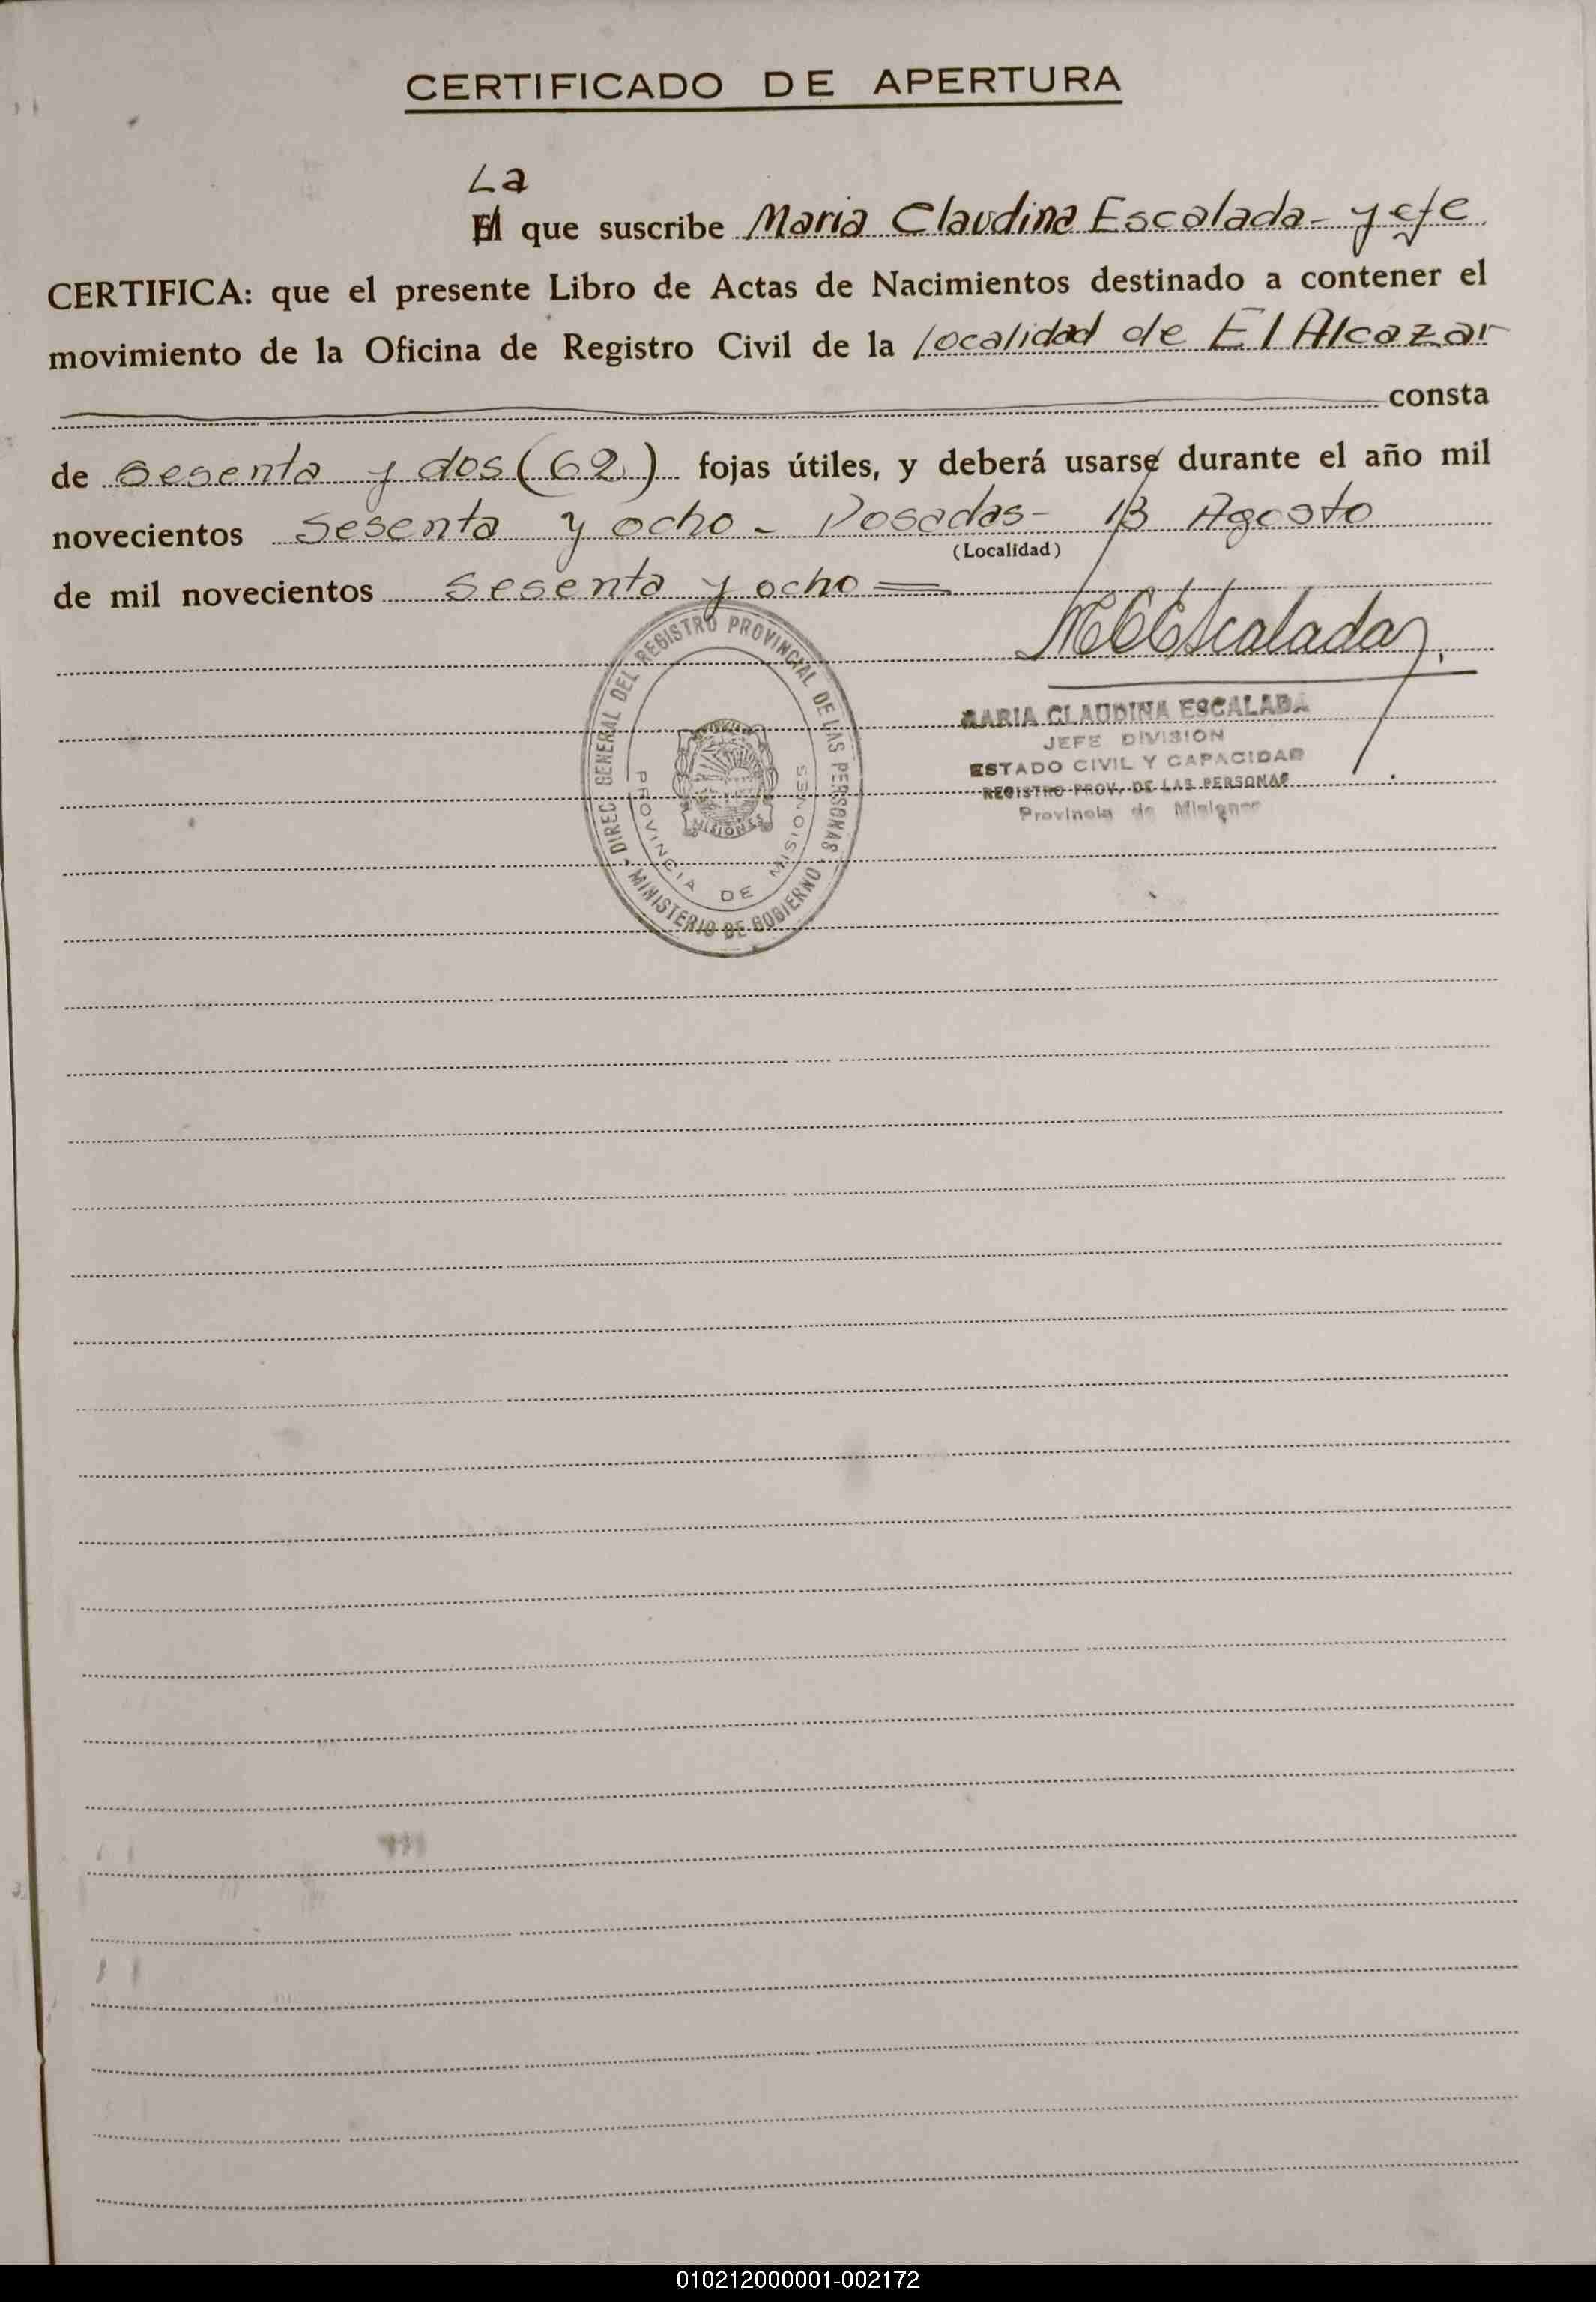 CERTIFICADO DE APERTURA
La
El que suscribe Maria Claudina Escalada - yefe
CERTIFICA: que el presente Libro de Actas de Nacimientos destinado a contener el
movimiento de la Oficina de Registro Civil de la localidad de El Alcazar
consta
de sesenta y dos (62) fojas útiles, y deberá usarse durante el año mil
novecientos sesenta y ocho - Posadas - 13 Agosto
(Localidad)
de mil novecientos sesenta y ocho =
MCEscalada
DIREC. GENERAL DEL REGISTRO PROVINCIAL DE LAS PERSONAS - MINISTERIO DE GOBIERNO -
PROVINCIA DE MISIONES
MISIONES
MARIA CLAUDINA ESCALADA
JEFE DIVISION
ESTADO CIVIL Y CAPACIDAD
REGISTRO PROV. DE LAS PERSONAS
Provincia de Misiones
010212000001-002172